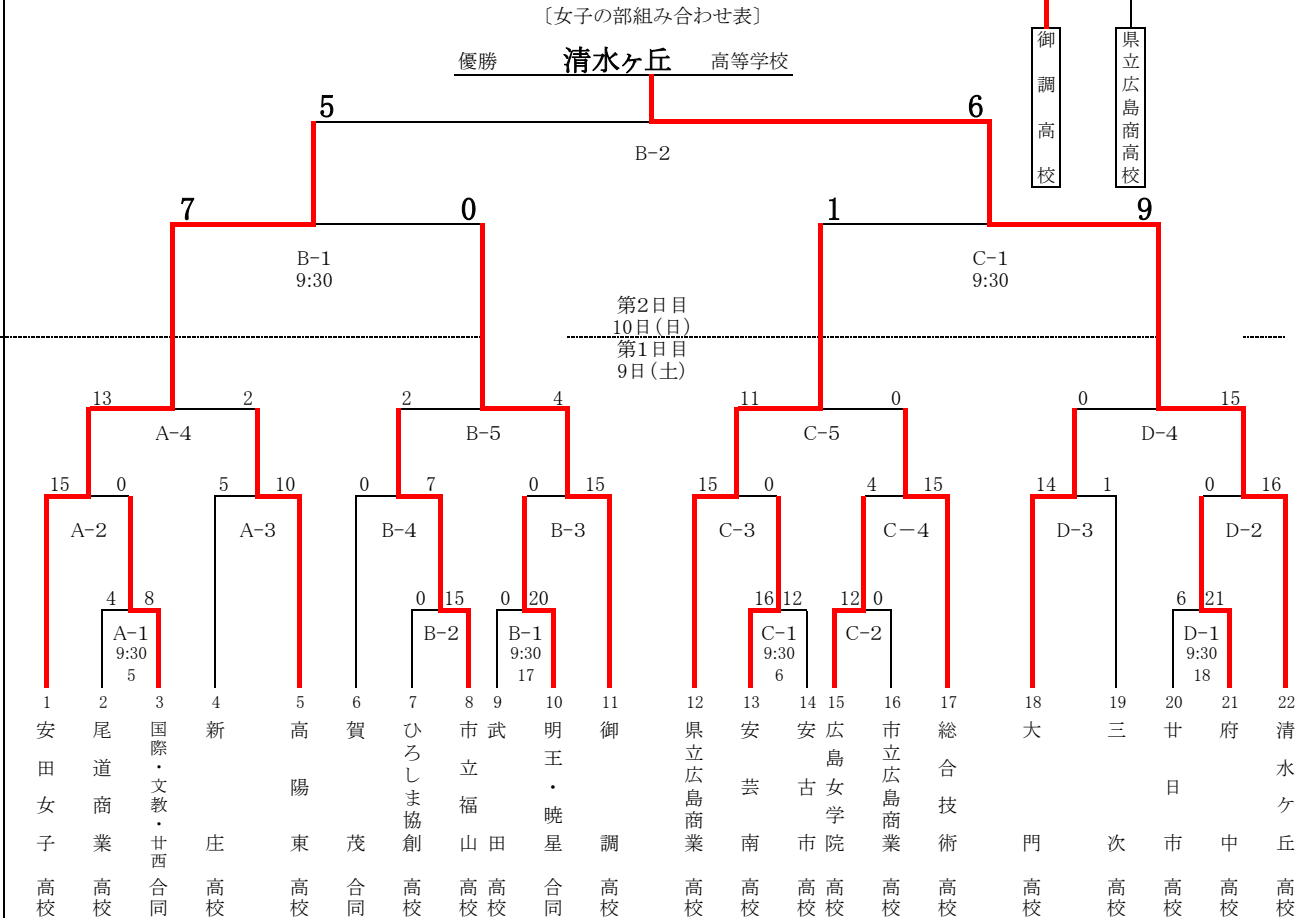 〔女子の部組み合わせ表〕
御調高校
県立広島商高校
優勝 清水ヶ丘 高等学校
5 6
B-2
7 0 1 9
B-1 C-1
9:30 9:30
第2日目
10日(日)
第1日目
9日(土)
13 2 2 4 11 0 0 15
A-4 B-5 C-5 D-4
15 0 5 10 0 7 0 15 15 0 4 15 14 1 0 16
A-2 A-3 B-4 B-3 C-3 C－4 D-3 D-2
4 8 0 15 0 20 16 12 12 0 6 21
A-1 B-2 B-1 C-1 C-2 D-1
9:30 9:30 9:30 9:30
5 17 6 18
1 2 3 4 5 6 7 8 9 10 11 12 13 14 15 16 17 18 19 20 21 22
安田女子高校
尾道商業高校
国際・文教・廿西合同
新庄高校
高陽東高校
賀茂合同
ひろしま協創高校
市立福山高校
武田高校
明王・暁星合同
御調高校
県立広島商業高校
安芸南高校
安古市高校
広島女学院高校
市立広島商業高校
総合技術高校
大門高校
三次高校
廿日市高校
府中高校
清水ケ丘高校